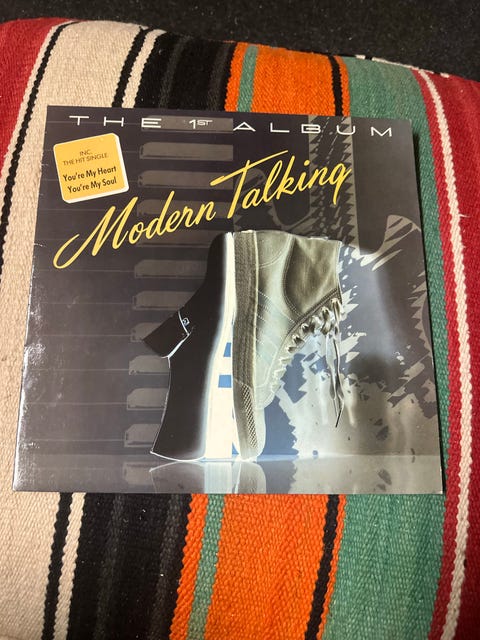 THE 1ST ALBUM
INC.
THE HIT SINGLE
You're My Heart
You're My Soul
Modern Talking